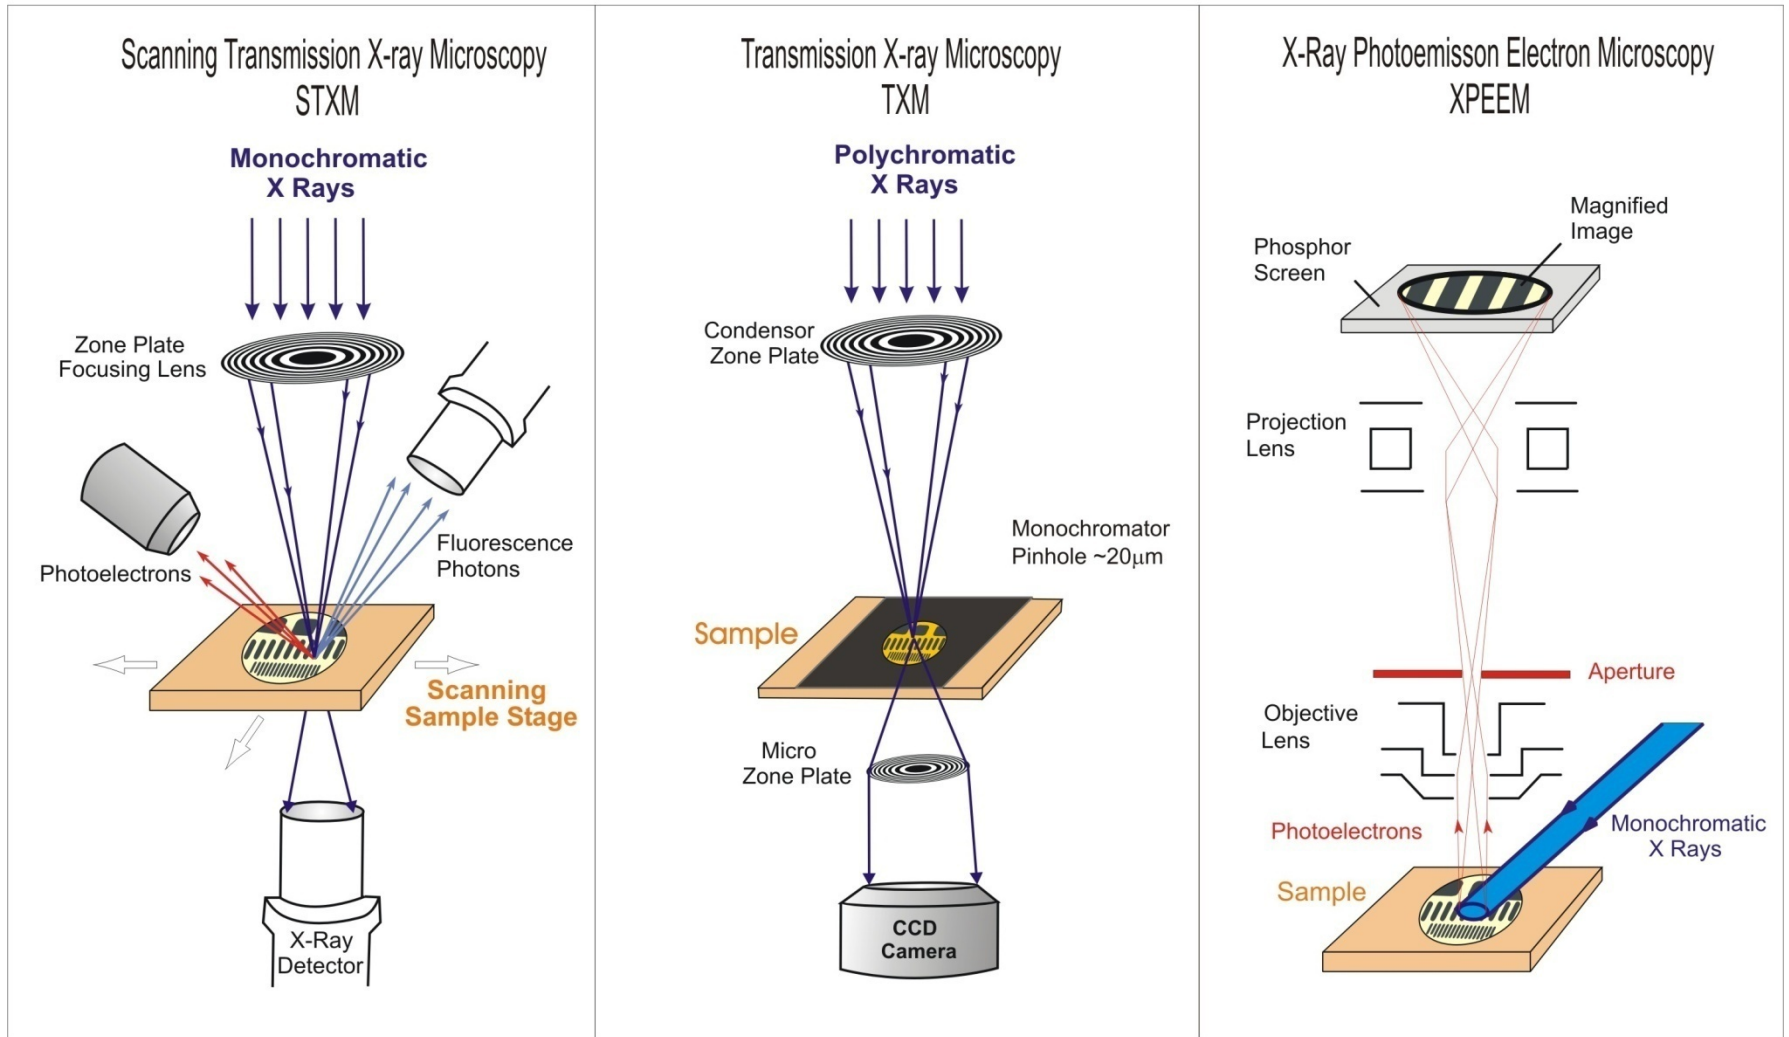 Scanning Transmission X-ray Microscopy
STXM
Monochromatic
X Rays
Zone Plate
Focusing Lens
Photoelectrons
Fluorescence
Photons
Scanning
Sample Stage
X-Ray
Detector
Transmission X-ray Microscopy
TXM
Polychromatic
X Rays
Condensor
Zone Plate
Monochromator
Pinhole ~20μm
Sample
Micro
Zone Plate
CCD
Camera
X-Ray Photoemisson Electron Microscopy
XPEEM
Magnified
Image
Phosphor
Screen
Projection
Lens
Aperture
Objective
Lens
Photoelectrons
Monochromatic
X Rays
Sample